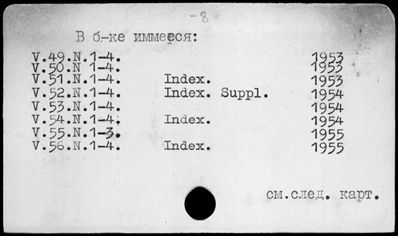 -8
В б-ке иммеется:
V.49.N.1-4. 1953
V.50.N 1-4. 1953
V.51.N.1-4. Index. 1953
V.52.N.1-4. Index. Suppl. 1954
V.53.N.1-4. 1954
V.54.N.1-4. Index. 1954
V.55.N.1-3. 1955
V.56.N.1-4. Index. 1955
см.след. карт.